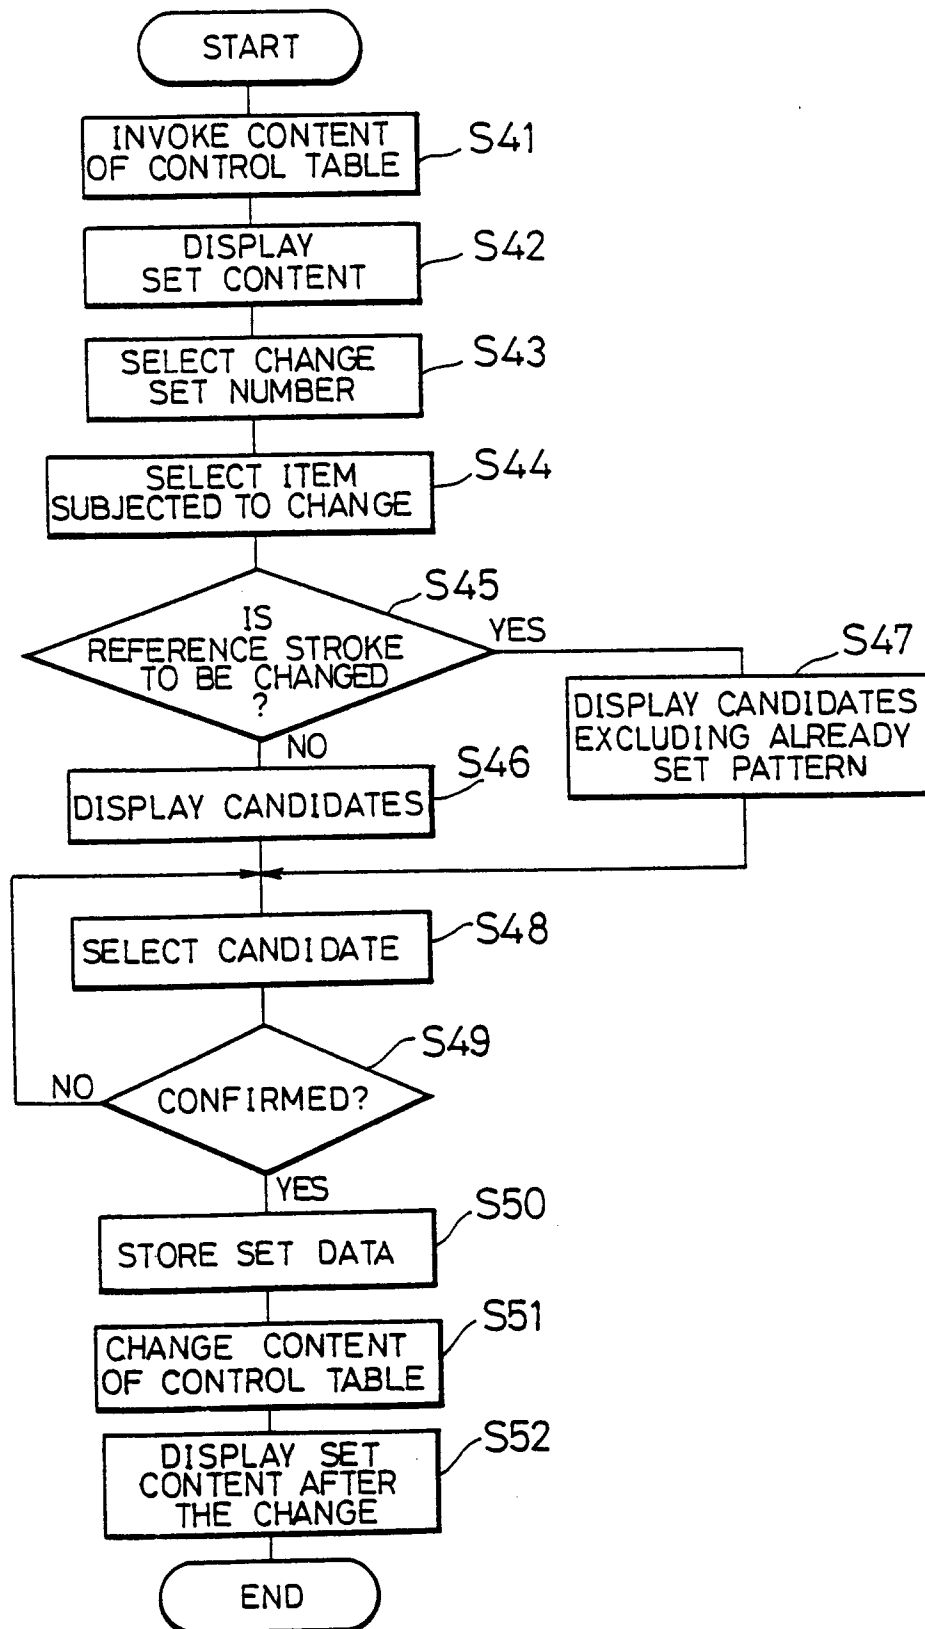 START
INVOKE CONTENT
OF CONTROL TABLE
S41
DISPLAY
SET CONTENT
S42
SELECT CHANGE
SET NUMBER
S43
SELECT ITEM
SUBJECTED TO CHANGE
S44
IS
REFERENCE STROKE
TO BE CHANGED
?
S45
YES
NO
S47
DISPLAY CANDIDATES
EXCLUDING ALREADY
SET PATTERN
S46
DISPLAY CANDIDATES
SELECT CANDIDATE
S48
CONFIRMED?
S49
NO
YES
STORE SET DATA
S50
CHANGE CONTENT
OF CONTROL TABLE
S51
DISPLAY SET
CONTENT AFTER
THE CHANGE
S52
END